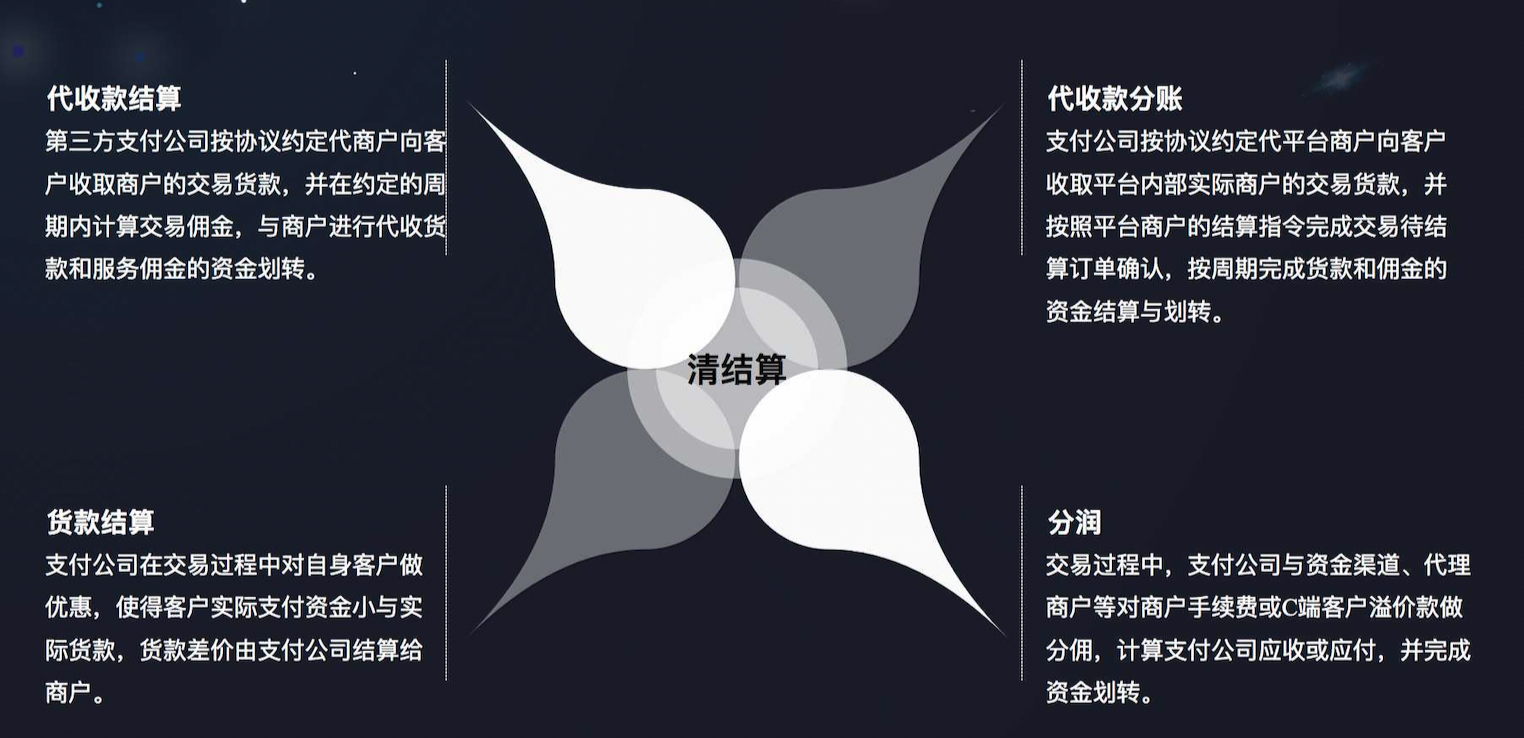 代收款结算
第三方支付公司按协议约定代商户向客
户收取商户的交易货款，并在约定的周
期内计算交易佣金，与商户进行代收货
款和服务佣金的资金划转。
代收款分账
支付公司按协议约定代平台商户向客户
收取平台内部实际商户的交易货款，并
按照平台商户的结算指令完成交易待结
算订单确认，按周期完成货款和佣金的
资金结算与划转。
清结算
货款结算
支付公司在交易过程中对自身客户做
优惠，使得客户实际支付资金小与实
际货款，货款差价由支付公司结算给
商户。
分润
交易过程中，支付公司与资金渠道、代理
商户等对商户手续费或C端客户溢价款做
分佣，计算支付公司应收或应付，并完成
资金划转。